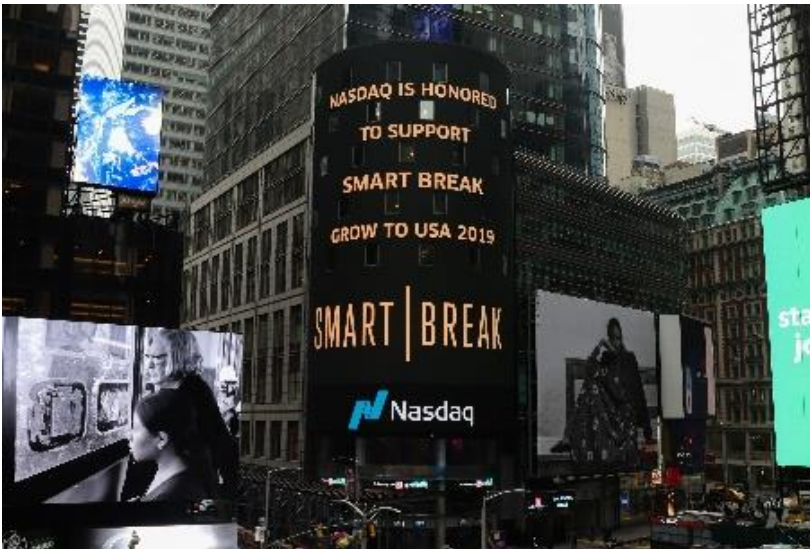 NASDAQ IS HONORED
TO SUPPORT
SMART BREAK
GROW TO USA 2019
SMART | BREAK
Nasdaq